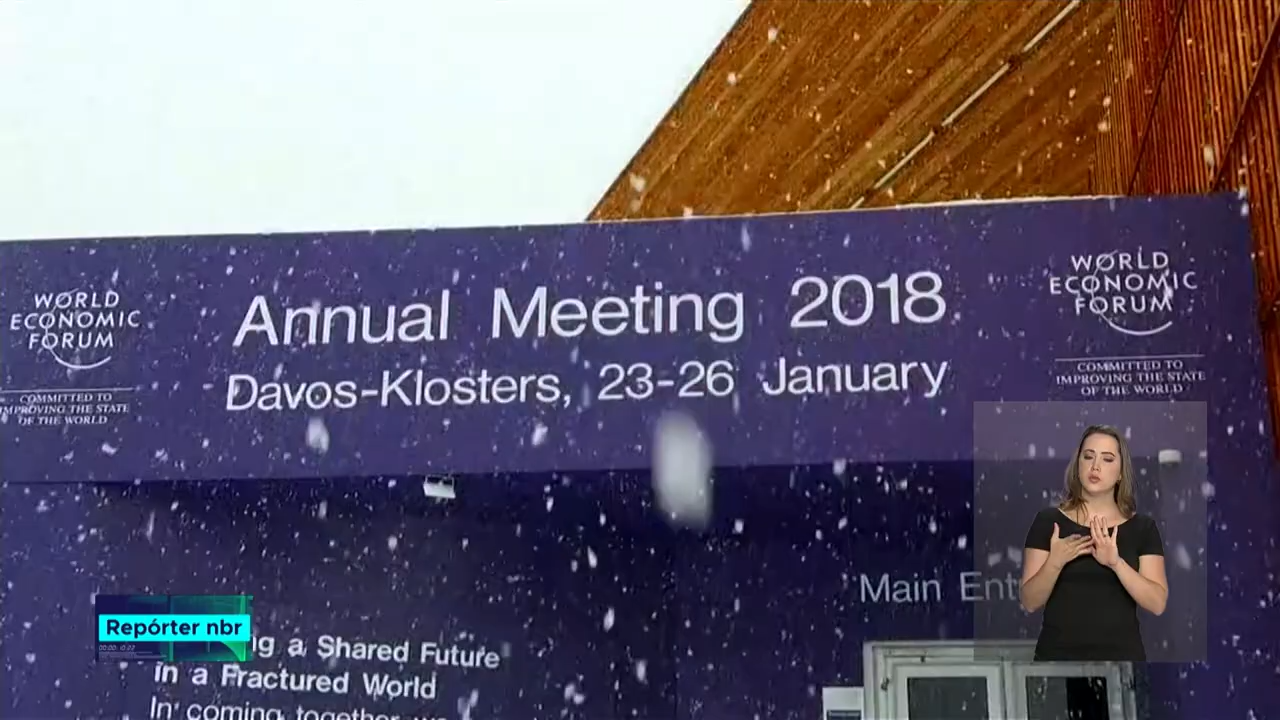 WORLD
ECONOMIC
FORUM
COMMITTED TO
IMPROVING THE STATE
OF THE WORLD
Annual Meeting 2018
Davos-Klosters, 23-26 January
WORLD
ECONOMIC
FORUM
COMMITTED TO
IMPROVING THE STATE
OF THE WORLD
Main Ent
Repórter nbr
ng a Shared Future
in a Fractured World
In coming together